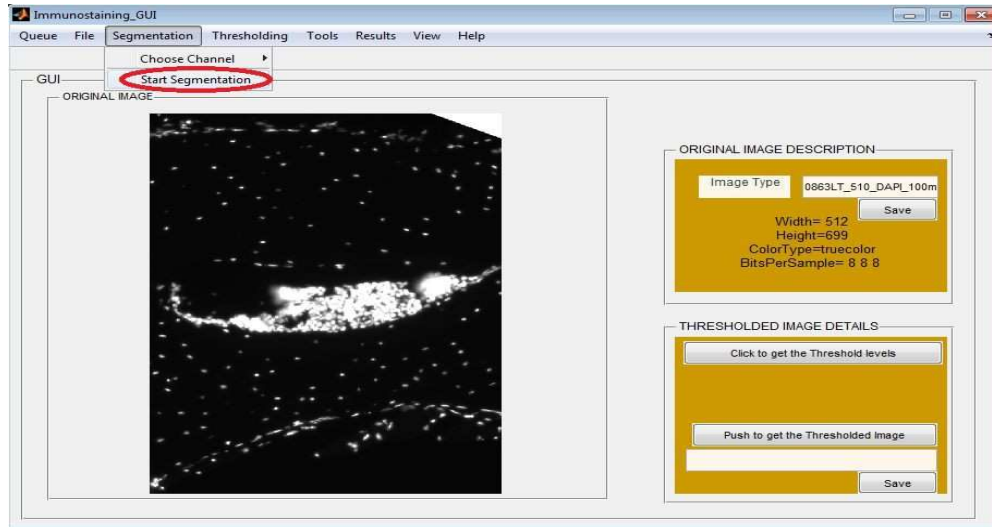 Immunostaining_GUI
Queue File Segmentation Thresholding Tools Results View Help
Choose Channel
Start Segmentation
GUI
ORIGINAL IMAGE
ORIGINAL IMAGE DESCRIPTION
Image Type 0863LT_510_DAPI_100m
Save
Width= 512
Height=699
ColorType=truecolor
BitsPerSample= 8 8 8
THRESHOLDED IMAGE DETAILS
Click to get the Threshold levels
Push to get the Thresholded Image
Save